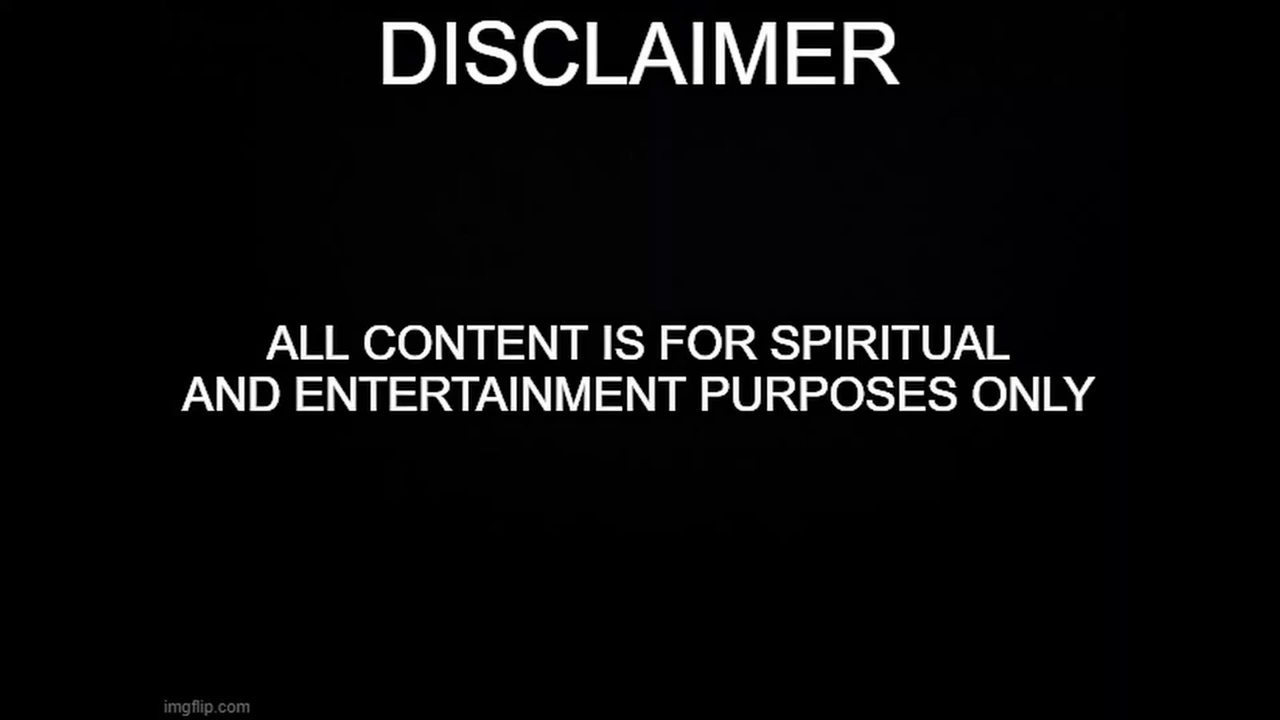 DISCLAIMER
ALL CONTENT IS FOR SPIRITUAL
AND ENTERTAINMENT PURPOSES ONLY
imgflip.com